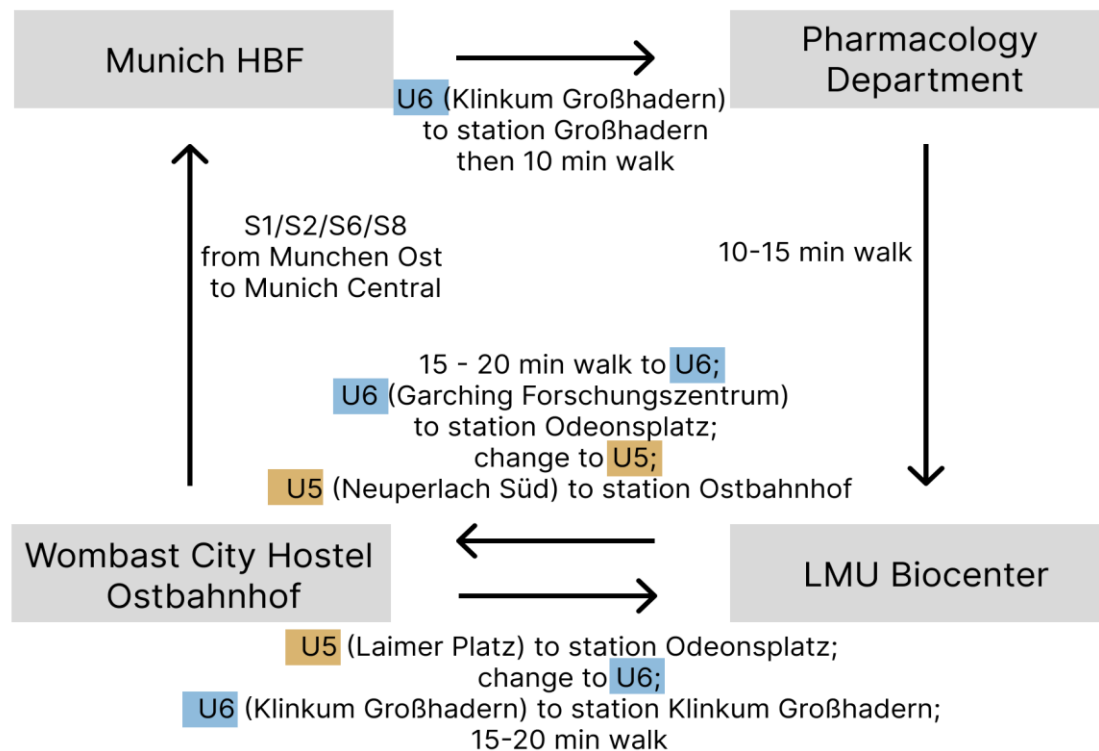 Munich HBF
Pharmacology
Department
U6 (Klinkum Großhadern)
to station Großhadern
then 10 min walk
S1/S2/S6/S8
from Munchen Ost
to Munich Central
10-15 min walk
15 - 20 min walk to U6;
U6 (Garching Forschungszentrum)
to station Odeonsplatz;
change to U5;
U5 (Neuperlach Süd) to station Ostbahnhof
Wombast City Hostel
Ostbahnhof
LMU Biocenter
U5 (Laimer Platz) to station Odeonsplatz;
change to U6;
U6 (Klinkum Großhadern) to station Klinkum Großhadern;
15-20 min walk